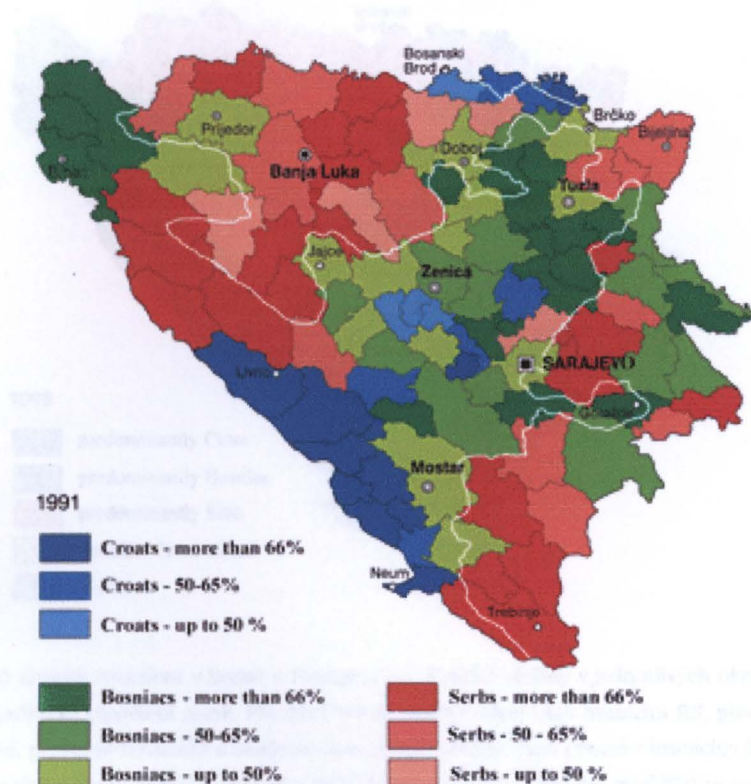 Bosanski
Brod
Brčko
Bijeljina
Prijedor
Doboj
Bihać
Banja Luka
Tuzla
Jajce
Zenica
SARAJEVO
Livno
Goražde
Mostar
1991
Croats - more than 66%
Croats - 50-65%
Neum
Croats - up to 50 %
Trebinje
Bosniacs - more than 66%
Serbs - more than 66%
Bosniacs - 50-65%
Serbs - 50 - 65%
Bosniacs - up to 50%
Serbs - up to 50 %